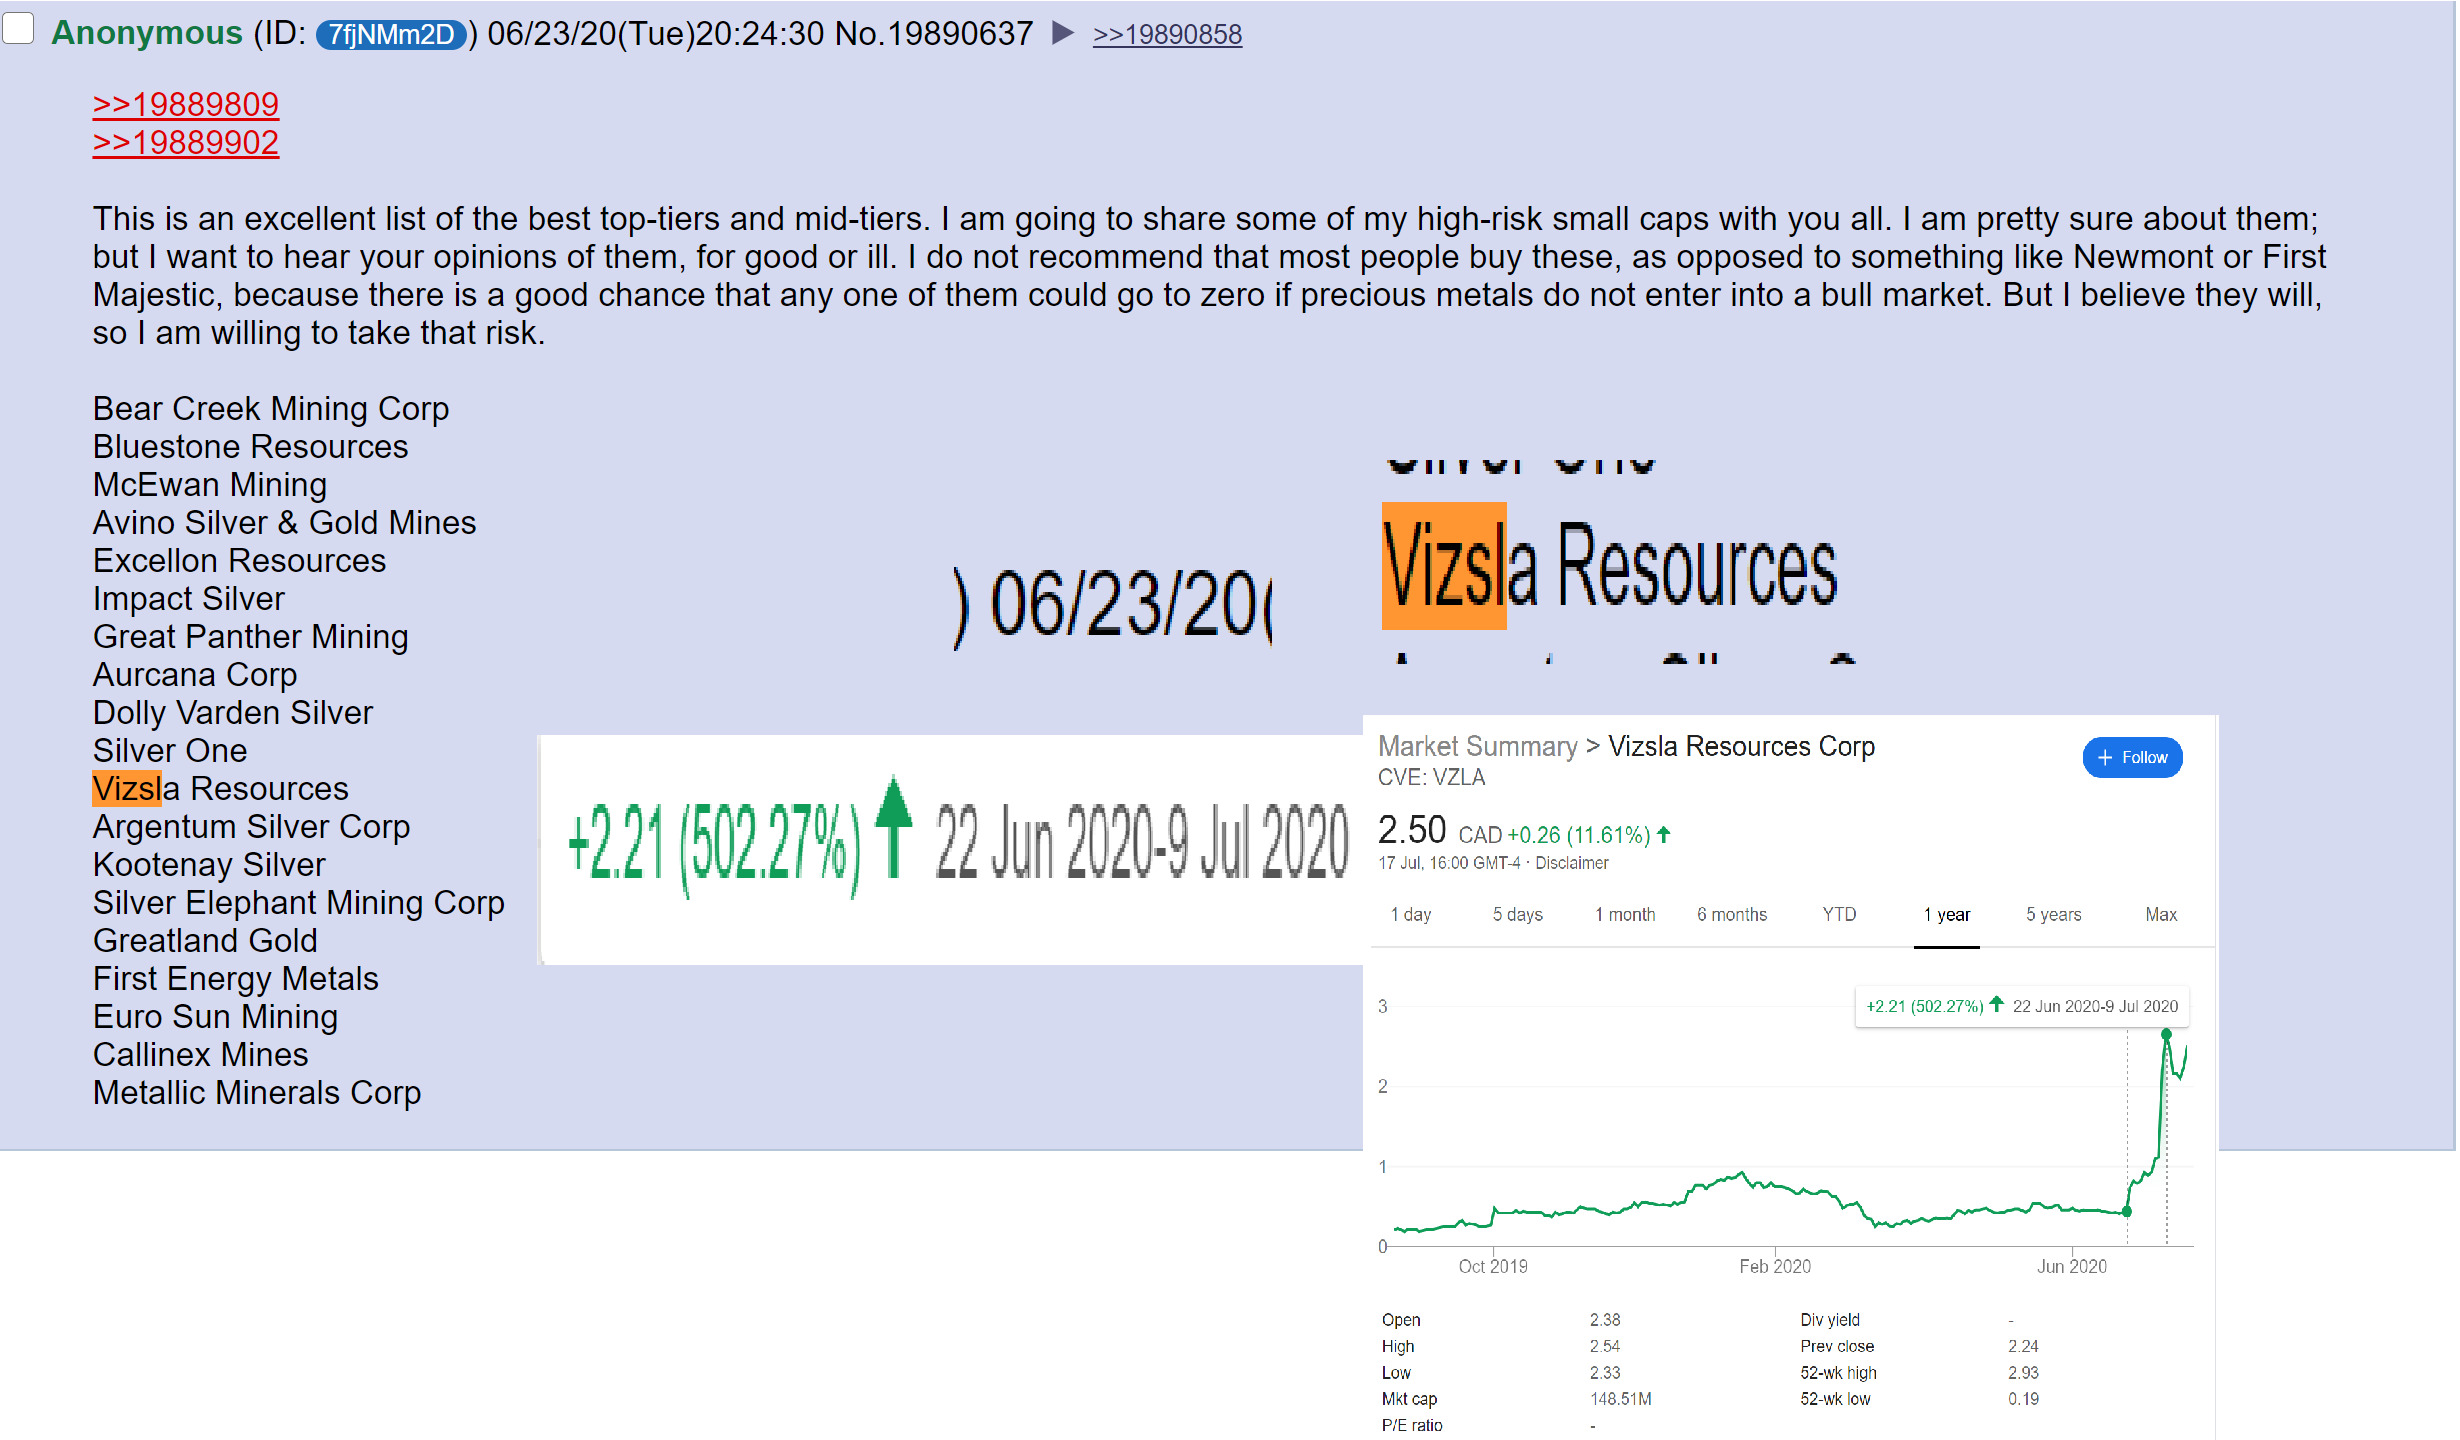 Anonymous (ID: 7fjNMm2D) 06/23/20(Tue)20:24:30 No.19890637 ▶ >>19890858
>>19889809
>>19889902
This is an excellent list of the best top-tiers and mid-tiers. I am going to share some of my high-risk small caps with you all. I am pretty sure about them;
but I want to hear your opinions of them, for good or ill. I do not recommend that most people buy these, as opposed to something like Newmont or First
Majestic, because there is a good chance that any one of them could go to zero if precious metals do not enter into a bull market. But I believe they will,
so I am willing to take that risk.
Bear Creek Mining Corp
Bluestone Resources
McEwan Mining
Avino Silver & Gold Mines
Excellon Resources
Impact Silver
Great Panther Mining
Aurcana Corp
Dolly Varden Silver
Silver One
Vizsla Resources
Argentum Silver Corp
Kootenay Silver
Silver Elephant Mining Corp
Greatland Gold
First Energy Metals
Euro Sun Mining
Callinex Mines
Metallic Minerals Corp
) 06/23/20(
Vizsla Resources
+2.21 (502.27%) ↑ 22 Jun 2020-9 Jul 2020
Market Summary > Vizsla Resources Corp
CVE: VZLA
+ Follow
2.50 CAD +0.26 (11.61%) ↑
17 Jul, 16:00 GMT-4 · Disclaimer
1 day 5 days 1 month 6 months YTD 1 year 5 years Max
+2.21 (502.27%) ↑ 22 Jun 2020-9 Jul 2020
3
2
1
0
Oct 2019 Feb 2020 Jun 2020
Open 2.38 Div yield -
High 2.54 Prev close 2.24
Low 2.33 52-wk high 2.93
Mkt cap 148.51M 52-wk low 0.19
P/E ratio -